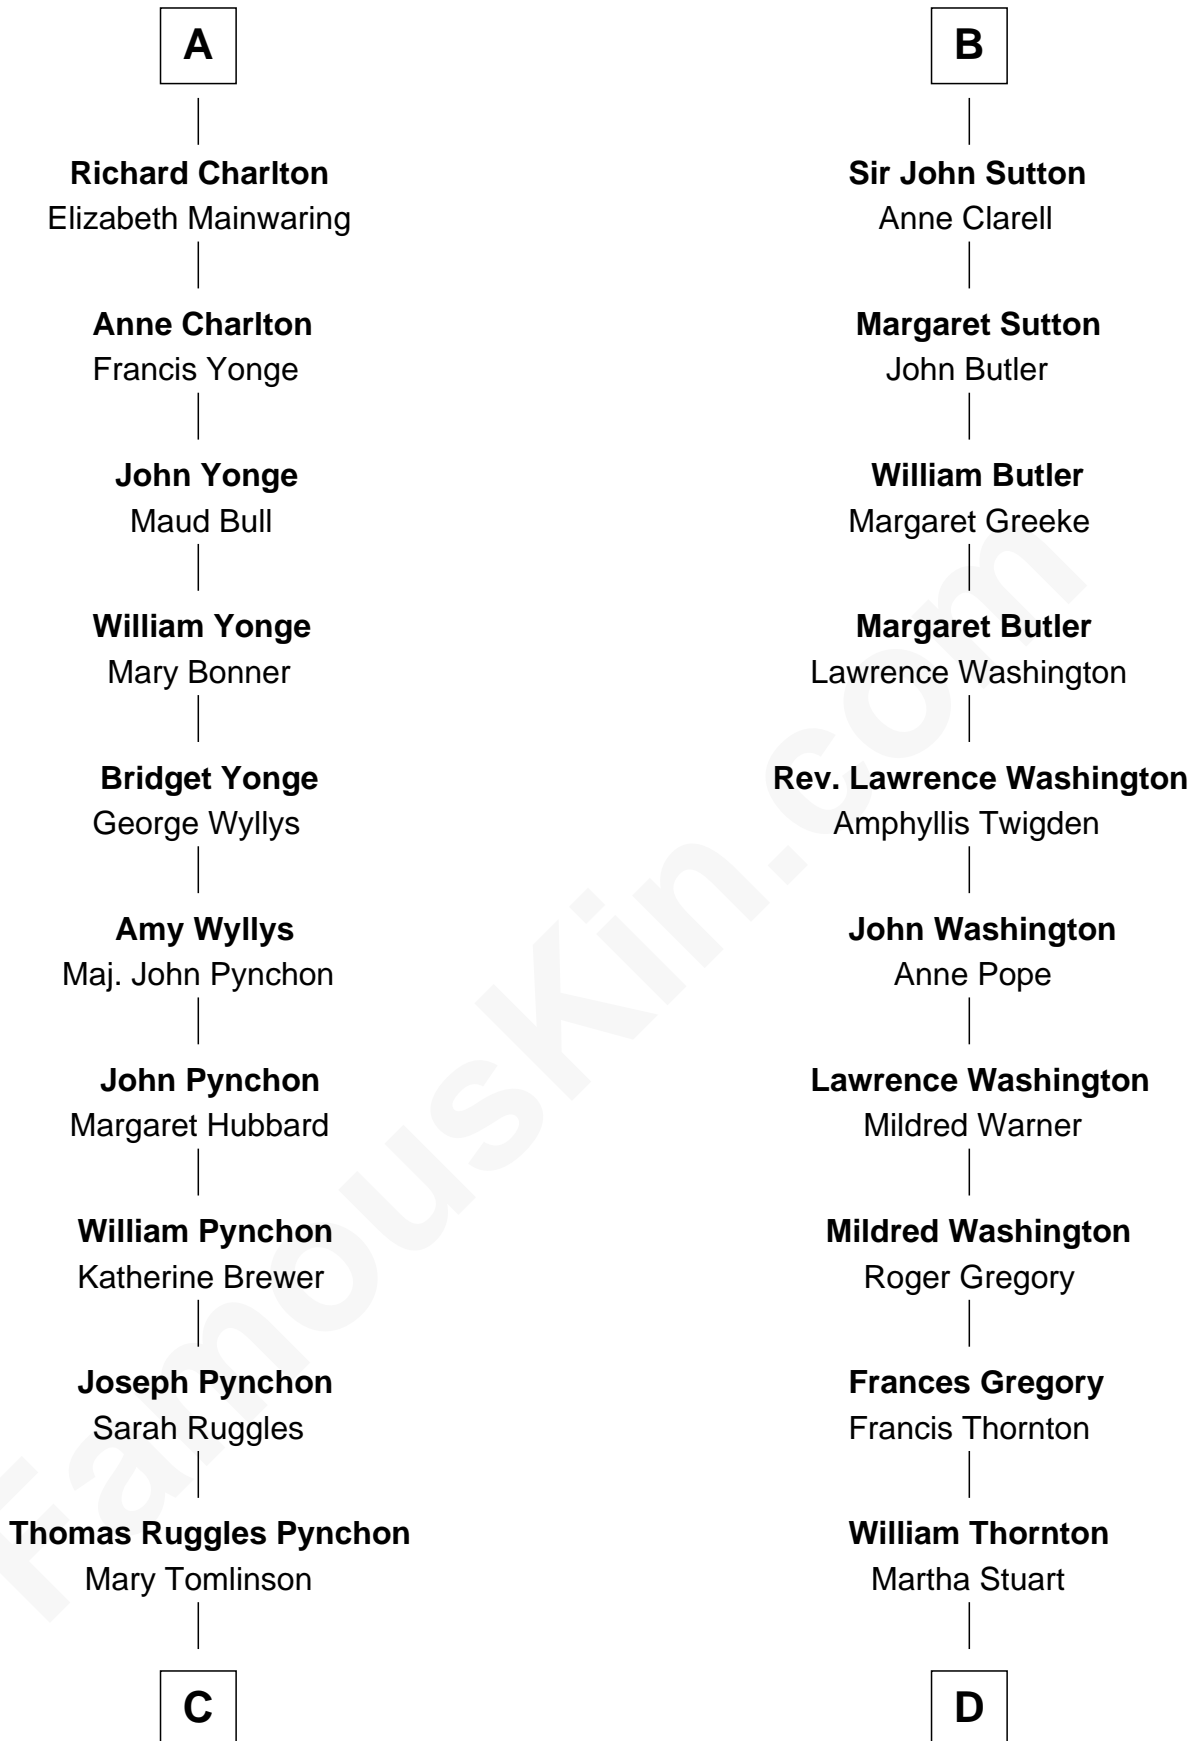 A
Richard Charlton
Elizabeth Mainwaring
Anne Charlton
Francis Yonge
John Yonge
Maud Bull
William Yonge
Mary Bonner
Bridget Yonge
George Wyllys
Amy Wyllys
Maj. John Pynchon
John Pynchon
Margaret Hubbard
William Pynchon
Katherine Brewer
Joseph Pynchon
Sarah Ruggles
Thomas Ruggles Pynchon
Mary Tomlinson
C
B
Sir John Sutton
Anne Clarell
Margaret Sutton
John Butler
William Butler
Margaret Greeke
Margaret Butler
Lawrence Washington
Rev. Lawrence Washington
Amphyllis Twigden
John Washington
Anne Pope
Lawrence Washington
Mildred Warner
Mildred Washington
Roger Gregory
Frances Gregory
Francis Thornton
William Thornton
Martha Stuart
D
FamousKin.com